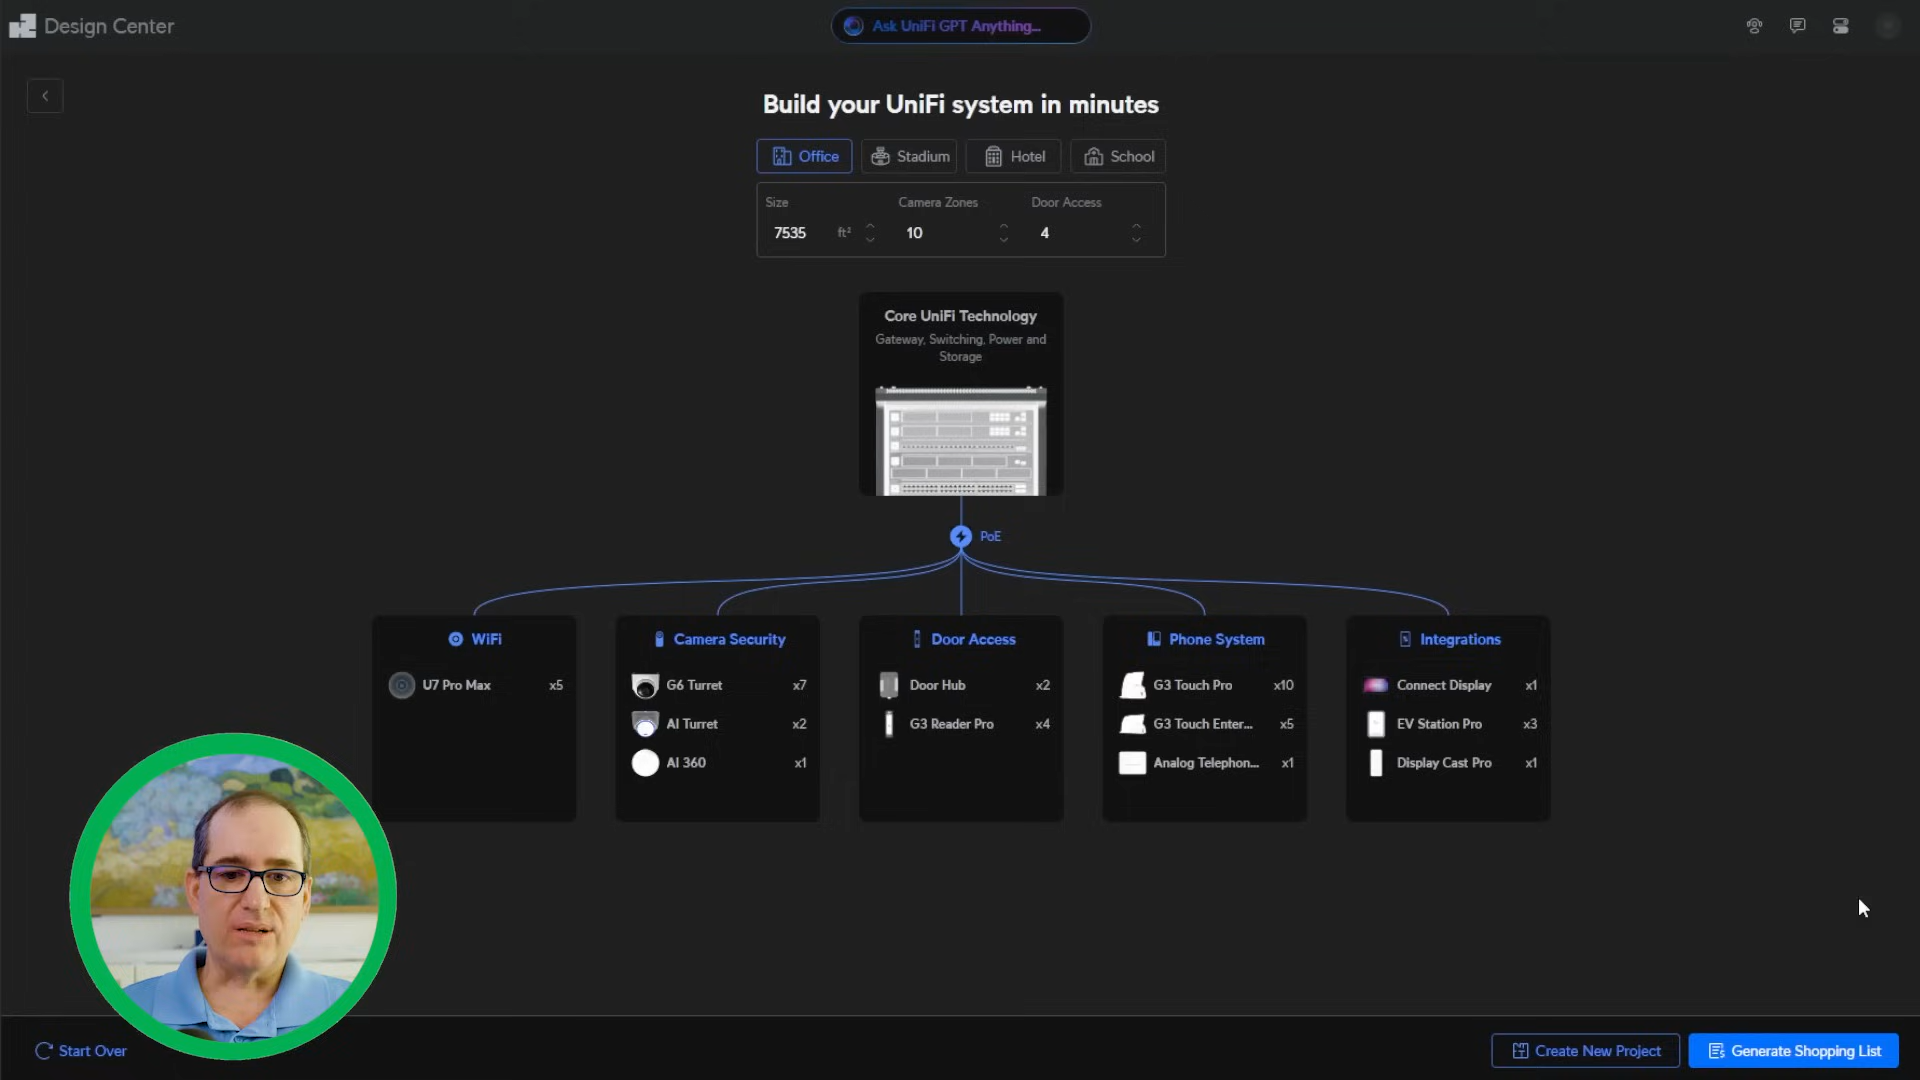 Design Center
Ask UniFi GPT Anything...
Build your UniFi system in minutes
Office
Stadium
Hotel
School
Size
Camera Zones
Door Access
7535 ft²
10
4
Core UniFi Technology
Gateway, Switching, Power and
Storage
PoE
WiFi
U7 Pro Max x5
Camera Security
G6 Turret x7
AI Turret x2
AI 360 x1
Door Access
Door Hub x2
G3 Reader Pro x4
Phone System
G3 Touch Pro x10
G3 Touch Enter... x5
Analog Telephon... x1
Integrations
Connect Display x1
EV Station Pro x3
Display Cast Pro x1
Start Over
Create New Project
Generate Shopping List